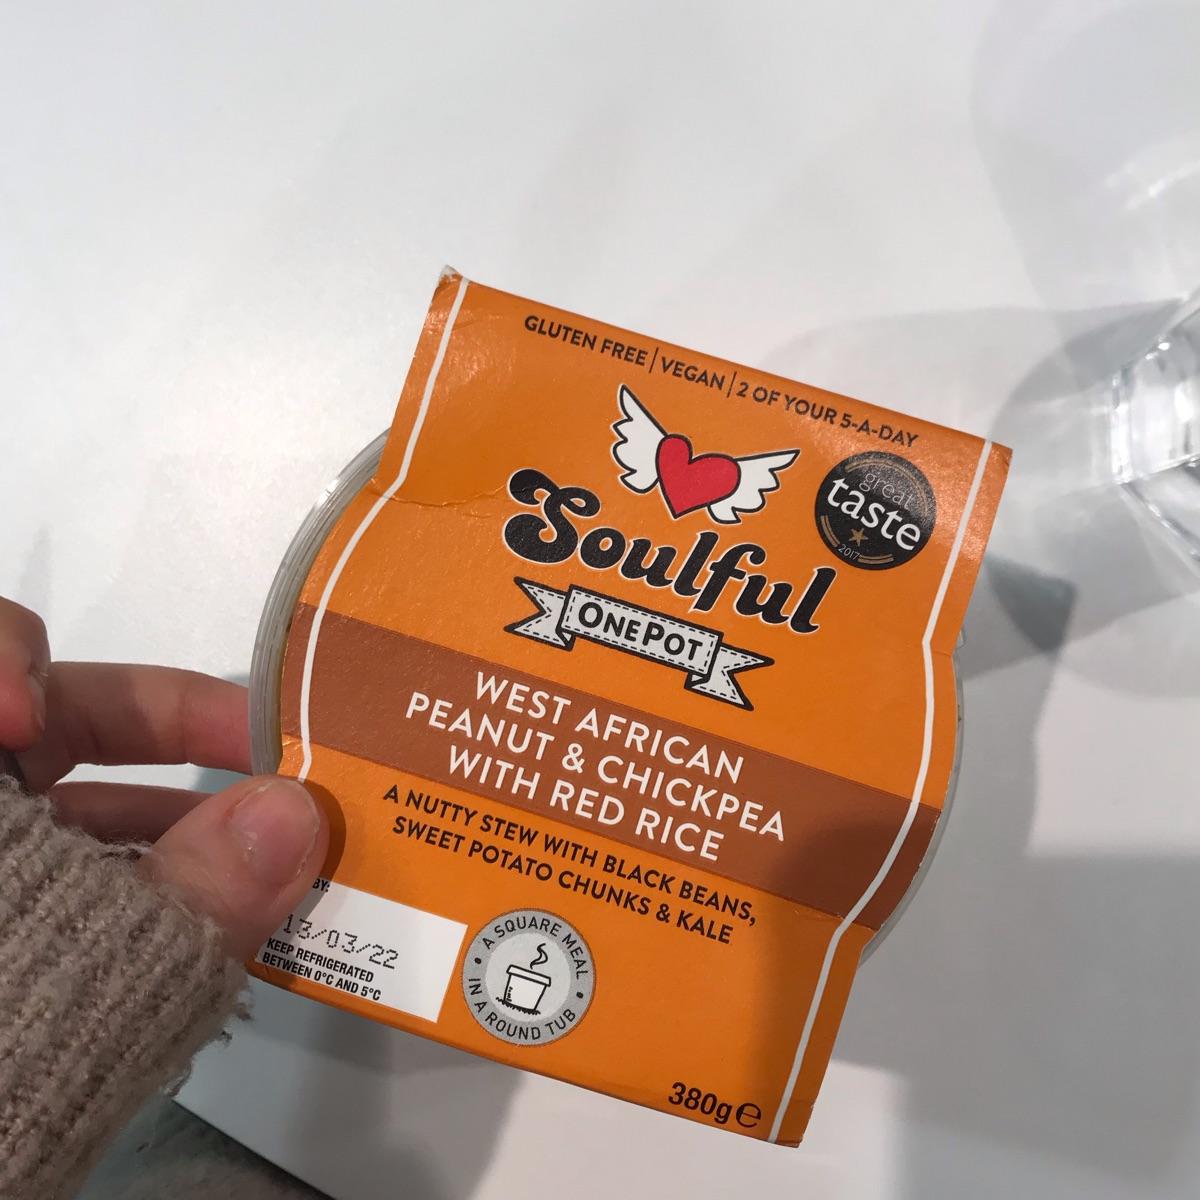 GLUTEN FREE | VEGAN | 2 OF YOUR 5-A-DAY
great
taste
2017
Soulful
ONEPOT
WEST AFRICAN
PEANUT & CHICKPEA
WITH RED RICE
A NUTTY STEW WITH BLACK BEANS,
SWEET POTATO CHUNKS & KALE
BY:
13/03/22
KEEP REFRIGERATED
BETWEEN 0°C AND 5°C
A SQUARE MEAL
IN A ROUND TUB
380g e